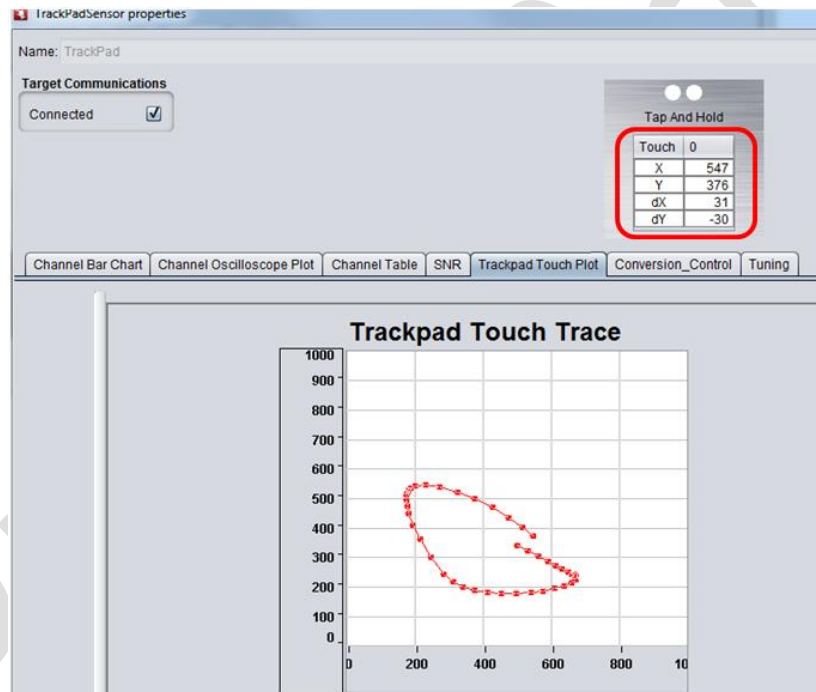 TrackPadSensor properties
Name: TrackPad
Target Communications
Connected
Tap And Hold
Touch 0
X 547
Y 376
dX 31
dY -30
Channel Bar Chart Channel Oscilloscope Plot Channel Table SNR Trackpad Touch Plot Conversion_Control Tuning
Trackpad Touch Trace
1000
900
800
700
600
500
400
300
200
100
0
0 200 400 600 800 10